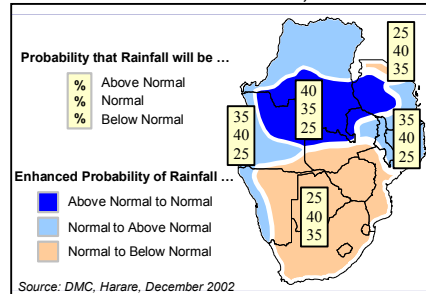 Probability that Rainfall will be ...
% Above Normal
% Normal
% Below Normal
25
40
35
40
35
25
35
40
25
35
40
25
25
40
35
Enhanced Probability of Rainfall ...
Above Normal to Normal
Normal to Above Normal
Normal to Below Normal
Source: DMC, Harare, December 2002